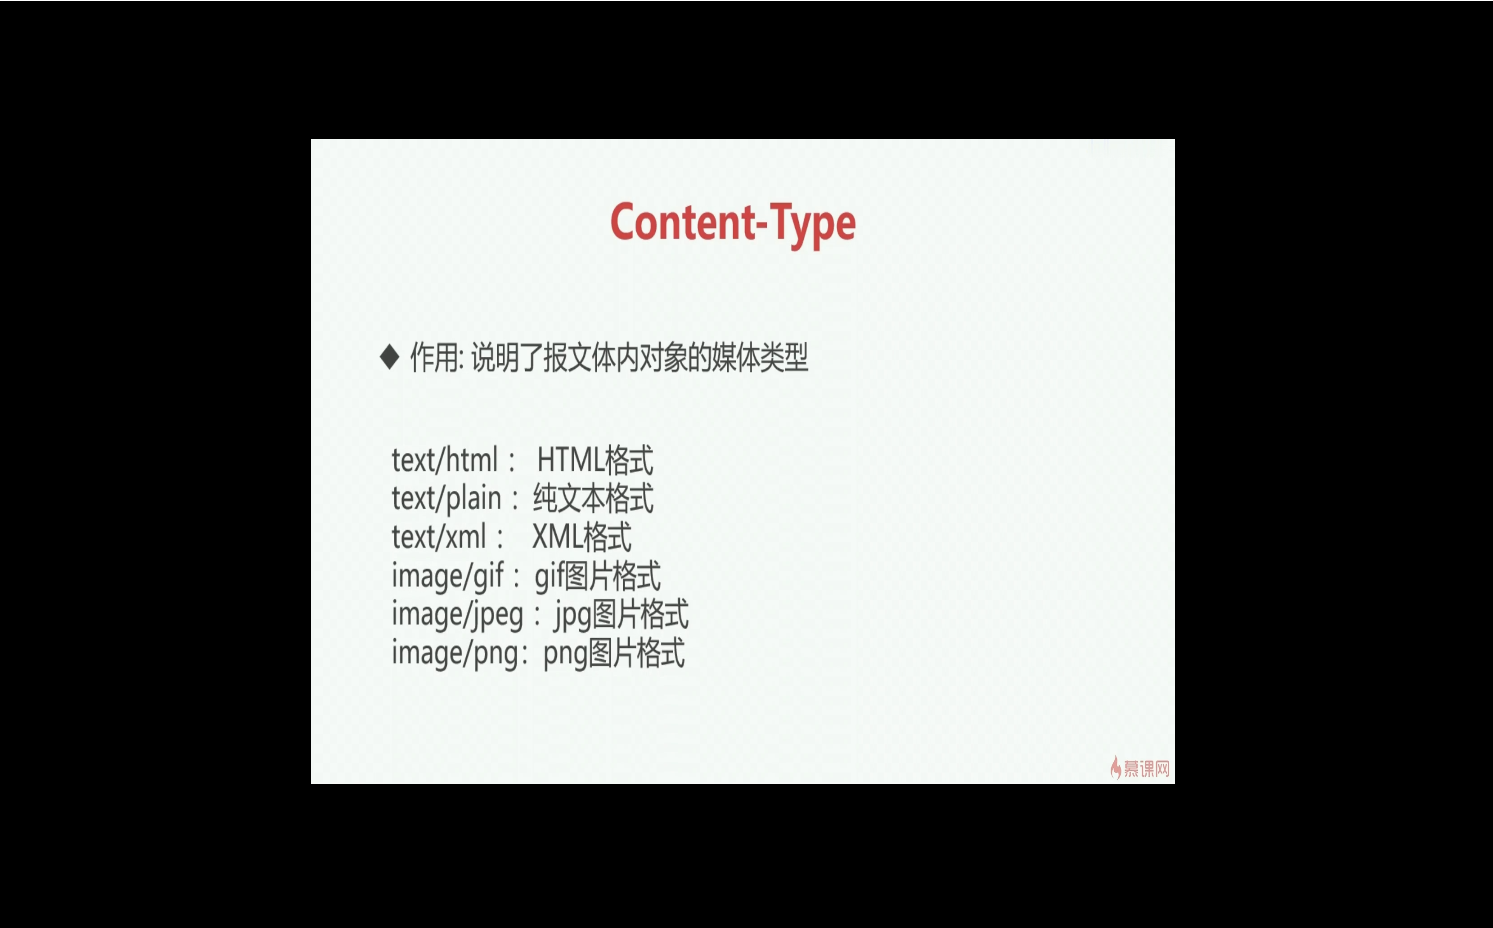 Content-Type
◆ 作用: 说明了报文体内对象的媒体类型
text/html： HTML格式
text/plain：纯文本格式
text/xml： XML格式
image/gif：gif图片格式
image/jpeg：jpg图片格式
image/png：png图片格式
慕课网